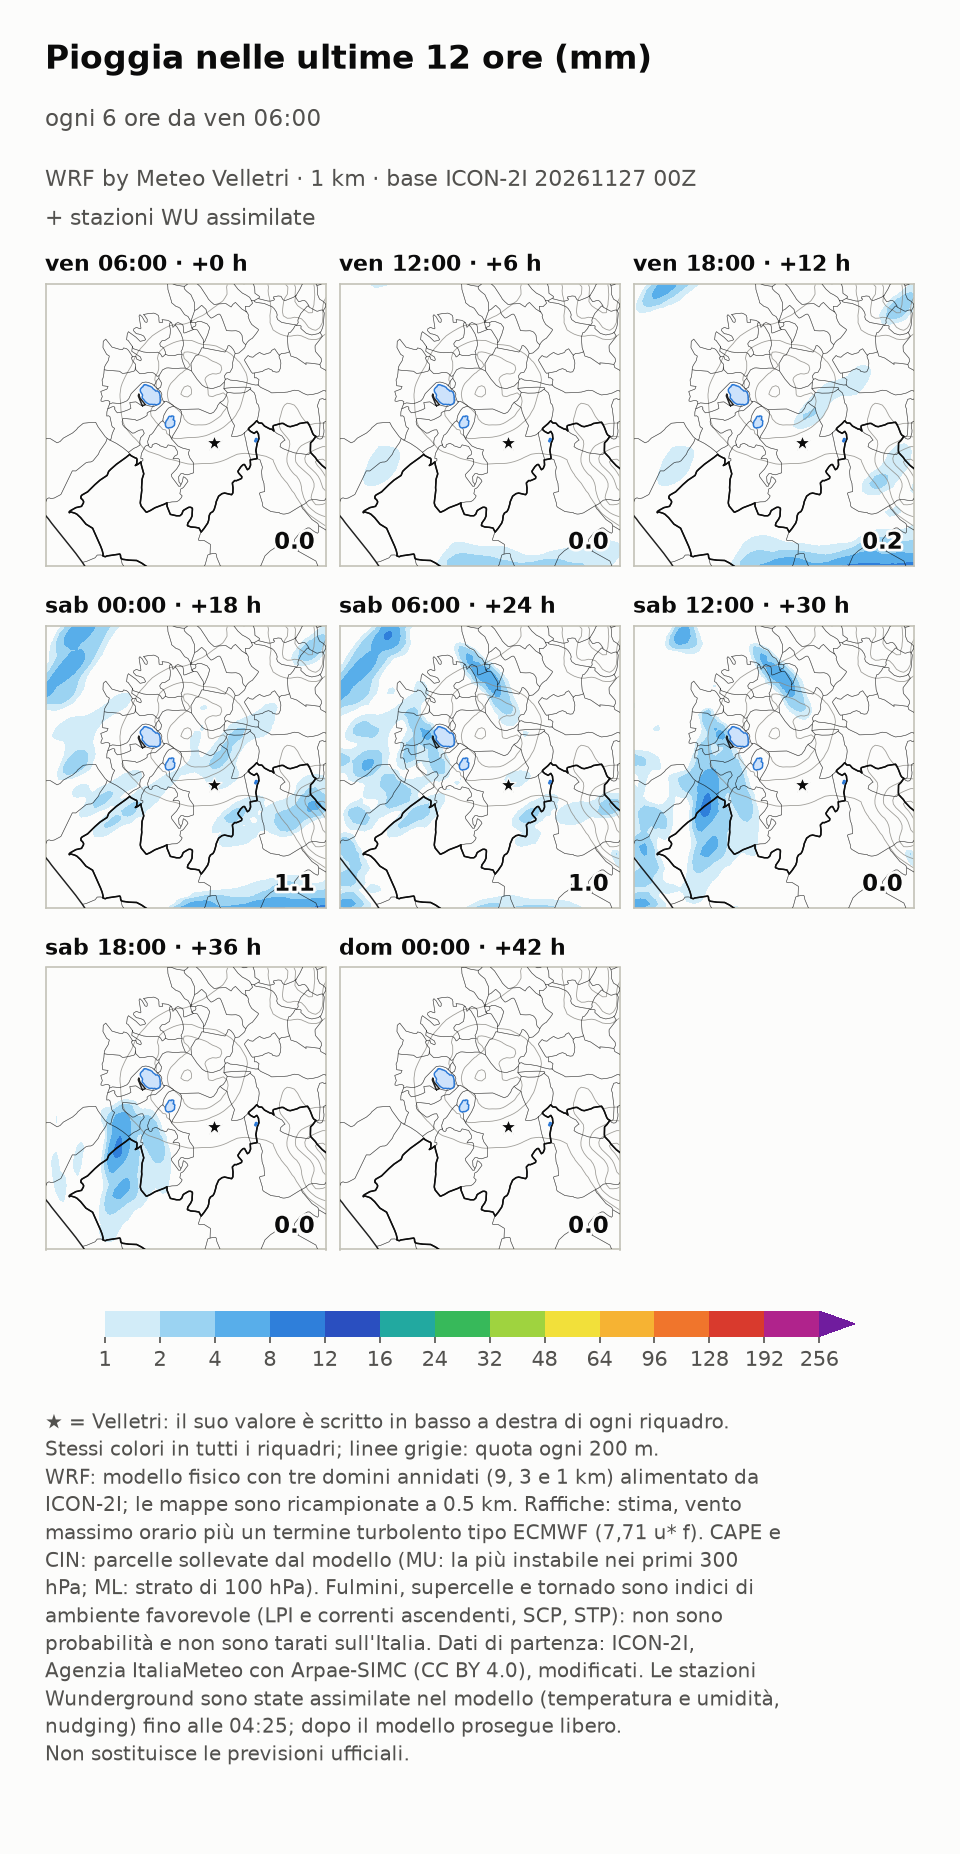 Pioggia nelle ultime 12 ore (mm)
ogni 6 ore da ven 06:00
WRF by Meteo Velletri · 1 km · base ICON-2I 20261127 00Z
+ stazioni WU assimilate
ven 06:00 · +0 h
ven 12:00 · +6 h
ven 18:00 · +12 h
0.0
0.0
0.2
sab 00:00 · +18 h
sab 06:00 · +24 h
sab 12:00 · +30 h
1.1
1.0
0.0
sab 18:00 · +36 h
dom 00:00 · +42 h
0.0
0.0
1 2 4 8 12 16 24 32 48 64 96 128 192 256
★ = Velletri: il suo valore è scritto in basso a destra di ogni riquadro.
Stessi colori in tutti i riquadri; linee grigie: quota ogni 200 m.
WRF: modello fisico con tre domini annidati (9, 3 e 1 km) alimentato da
ICON-2I; le mappe sono ricampionate a 0.5 km. Raffiche: stima, vento
massimo orario più un termine turbolento tipo ECMWF (7,71 u* f). CAPE e
CIN: parcelle sollevate dal modello (MU: la più instabile nei primi 300
hPa; ML: strato di 100 hPa). Fulmini, supercelle e tornado sono indici di
ambiente favorevole (LPI e correnti ascendenti, SCP, STP): non sono
probabilità e non sono tarati sull'Italia. Dati di partenza: ICON-2I,
Agenzia ItaliaMeteo con Arpae-SIMC (CC BY 4.0), modificati. Le stazioni
Wunderground sono state assimilate nel modello (temperatura e umidità,
nudging) fino alle 04:25; dopo il modello prosegue libero.
Non sostituisce le previsioni ufficiali.